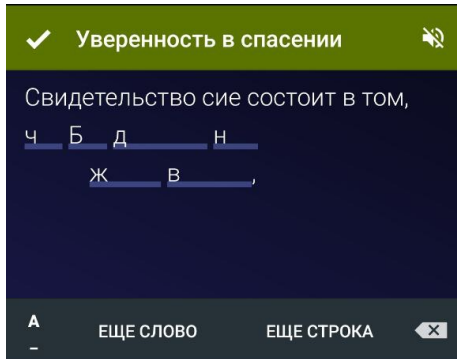 Уверенность в спасении
Свидетельство сие состоит в том,
ч Б д н
ж в ,
А
ЕЩЕ СЛОВО ЕЩЕ СТРОКА